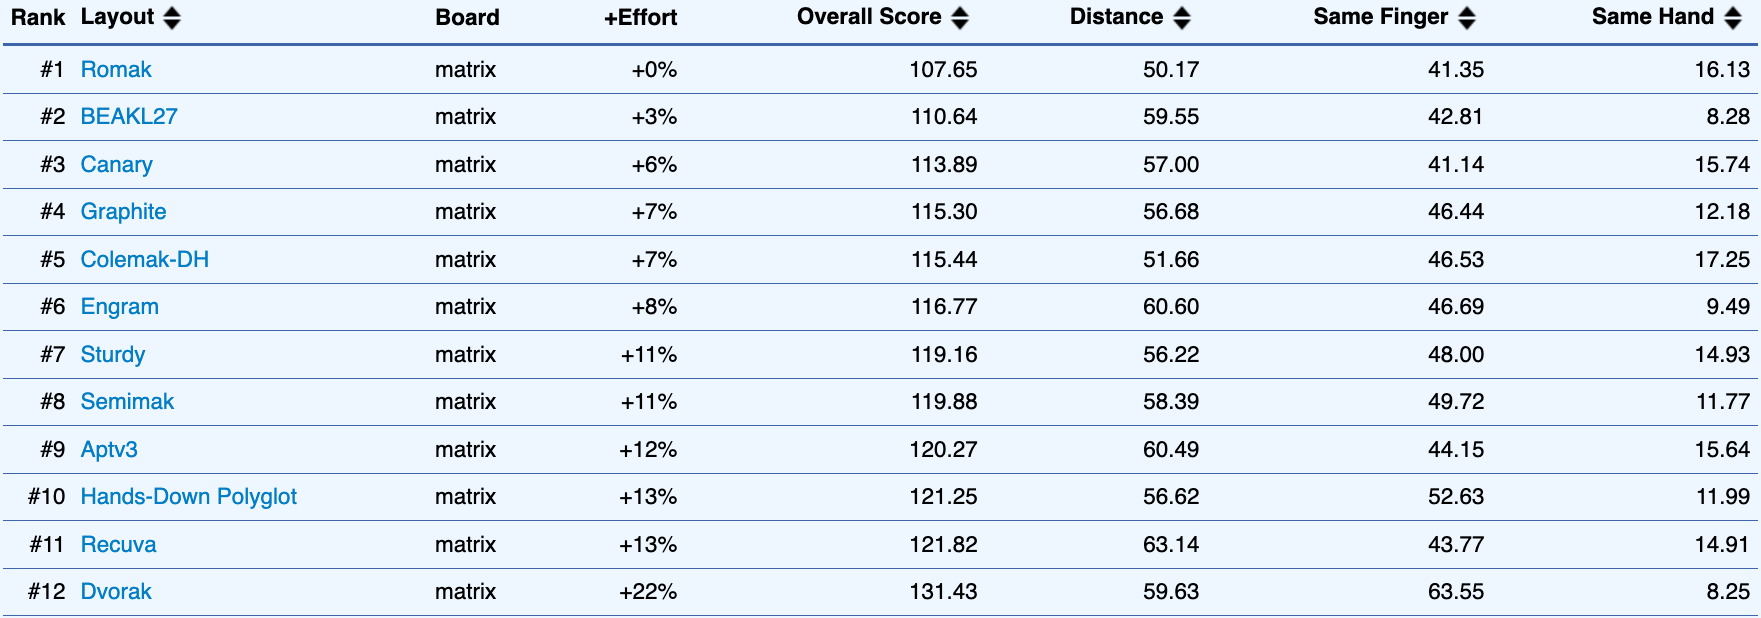 Rank Layout Board +Effort Overall Score Distance Same Finger Same Hand
#1 Romak matrix +0% 107.65 50.17 41.35 16.13
#2 BEAKL27 matrix +3% 110.64 59.55 42.81 8.28
#3 Canary matrix +6% 113.89 57.00 41.14 15.74
#4 Graphite matrix +7% 115.30 56.68 46.44 12.18
#5 Colemak-DH matrix +7% 115.44 51.66 46.53 17.25
#6 Engram matrix +8% 116.77 60.60 46.69 9.49
#7 Sturdy matrix +11% 119.16 56.22 48.00 14.93
#8 Semimak matrix +11% 119.88 58.39 49.72 11.77
#9 Aptv3 matrix +12% 120.27 60.49 44.15 15.64
#10 Hands-Down Polyglot matrix +13% 121.25 56.62 52.63 11.99
#11 Recuva matrix +13% 121.82 63.14 43.77 14.91
#12 Dvorak matrix +22% 131.43 59.63 63.55 8.25